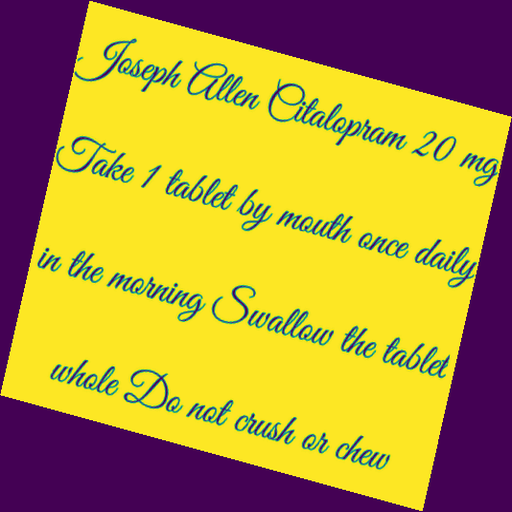 Joseph Allen Citalopram 20 mg
Take 1 tablet by mouth once daily
in the morning Swallow the tablet
whole Do not crush or chew